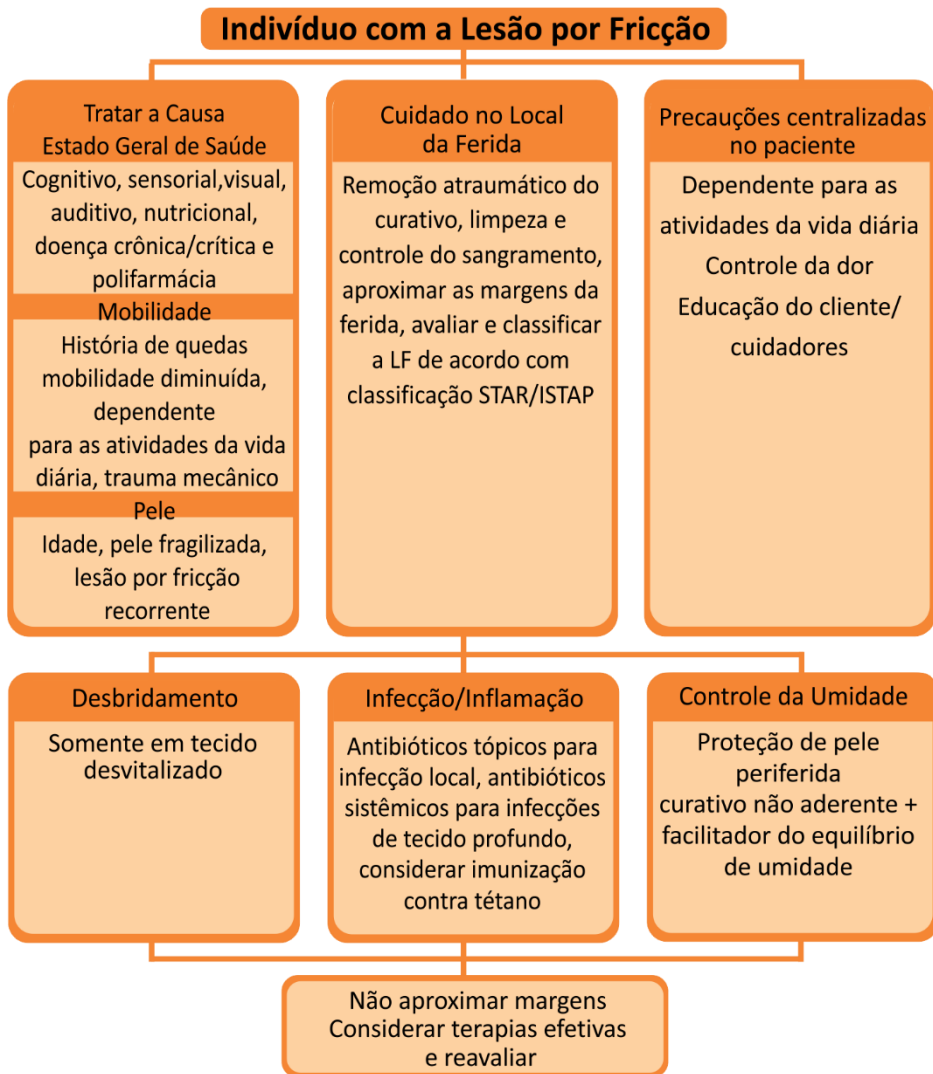 Indivíduo com a Lesão por Fricção
Tratar a Causa
Estado Geral de Saúde
Cognitivo, sensorial,visual,
auditivo, nutricional,
doença crônica/crítica e
polifarmácia
Mobilidade
História de quedas
mobilidade diminuída,
dependente
para as atividades da vida
diária, trauma mecânico
Pele
Idade, pele fragilizada,
lesão por fricção
recorrente
Cuidado no Local
da Ferida
Remoção atraumático do
curativo, limpeza e
controle do sangramento,
aproximar as margens da
ferida, avaliar e classificar
a LF de acordo com
classificação STAR/ISTAP
Precauções centralizadas
no paciente
Dependente para as
atividades da vida diária
Controle da dor
Educação do cliente/
cuidadores
Desbridamento
Somente em tecido
desvitalizado
Infecção/Inflamação
Antibióticos tópicos para
infecção local, antibióticos
sistêmicos para infecções
de tecido profundo,
considerar imunização
contra tétano
Controle da Umidade
Proteção de pele
periferida
curativo não aderente +
facilitador do equilíbrio
de umidade
Não aproximar margens
Considerar terapias efetivas
e reavaliar